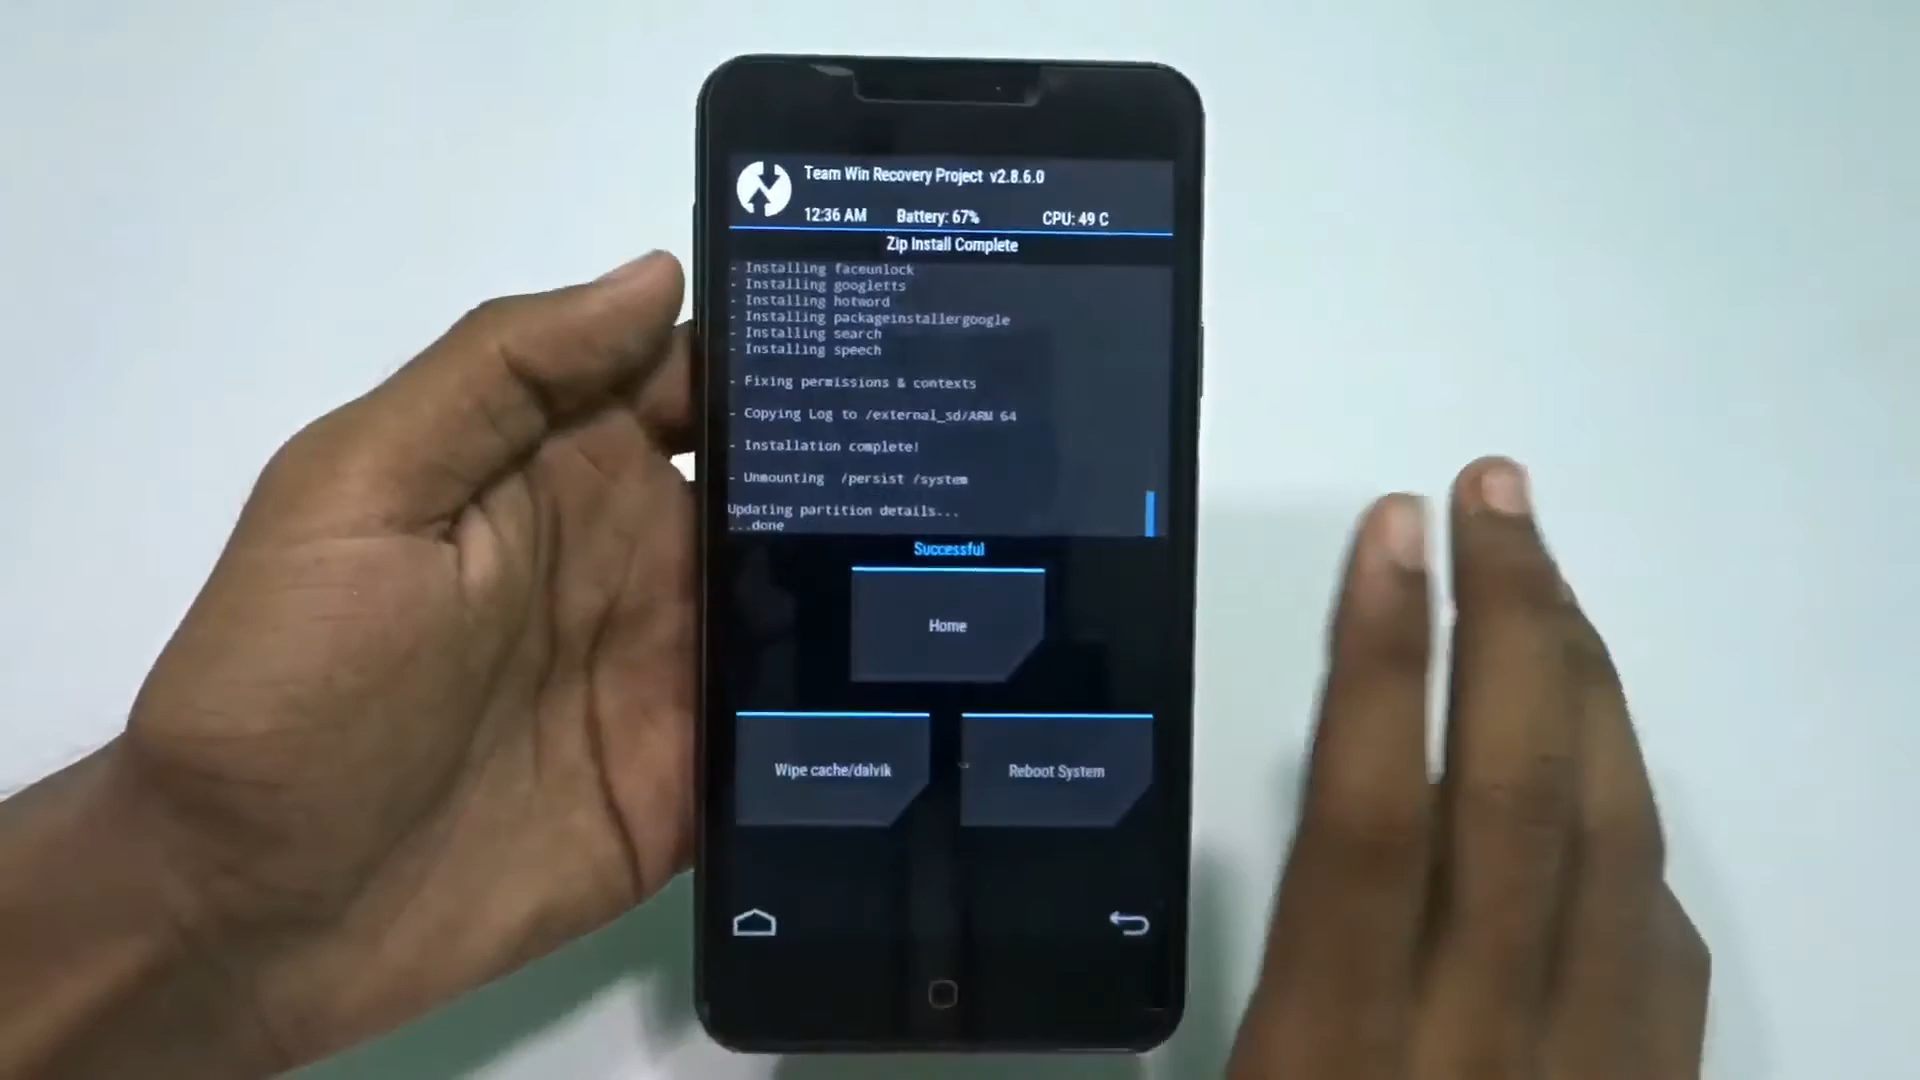 Team Win Recovery Project v2.8.6.0
12:36 AM Battery: 67% CPU: 49 C
Zip Install Complete
- Installing faceunlock
- Installing googletts
- Installing hotword
- Installing packageinstallergoogle
- Installing search
- Installing speech
- Fixing permissions & contexts
- Copying Log to /external_sd/ARM 64
- Installation complete!
- Unmounting /persist /system
Updating partition details...
...done
Successful
Home
Wipe cache/dalvik
Reboot System